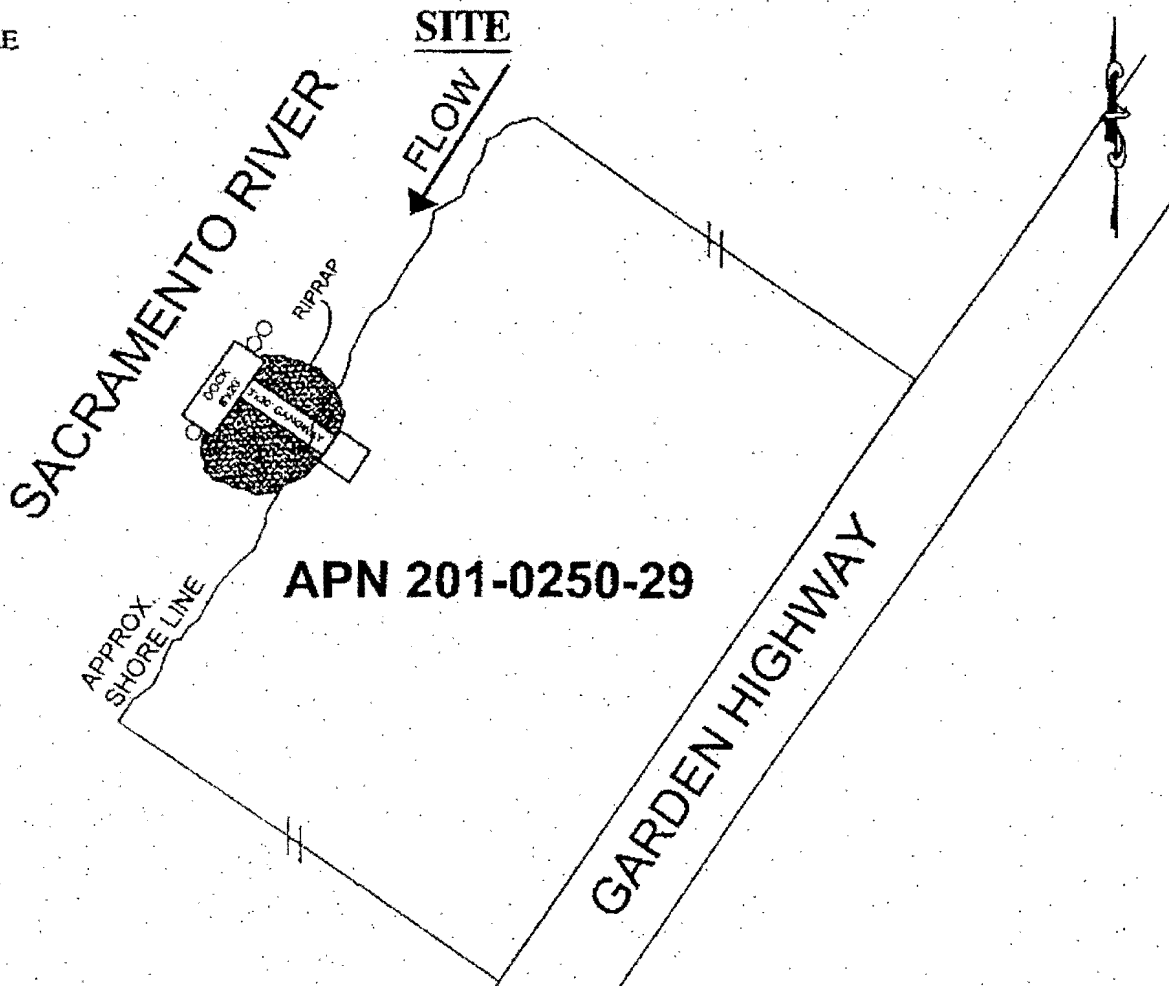 SITE
FLOW
SACRAMENTO RIVER
RIPRAP
DOCK
GANGWAY
APN 201-0250-29
APPROX.
SHORE LINE
GARDEN HIGHWAY